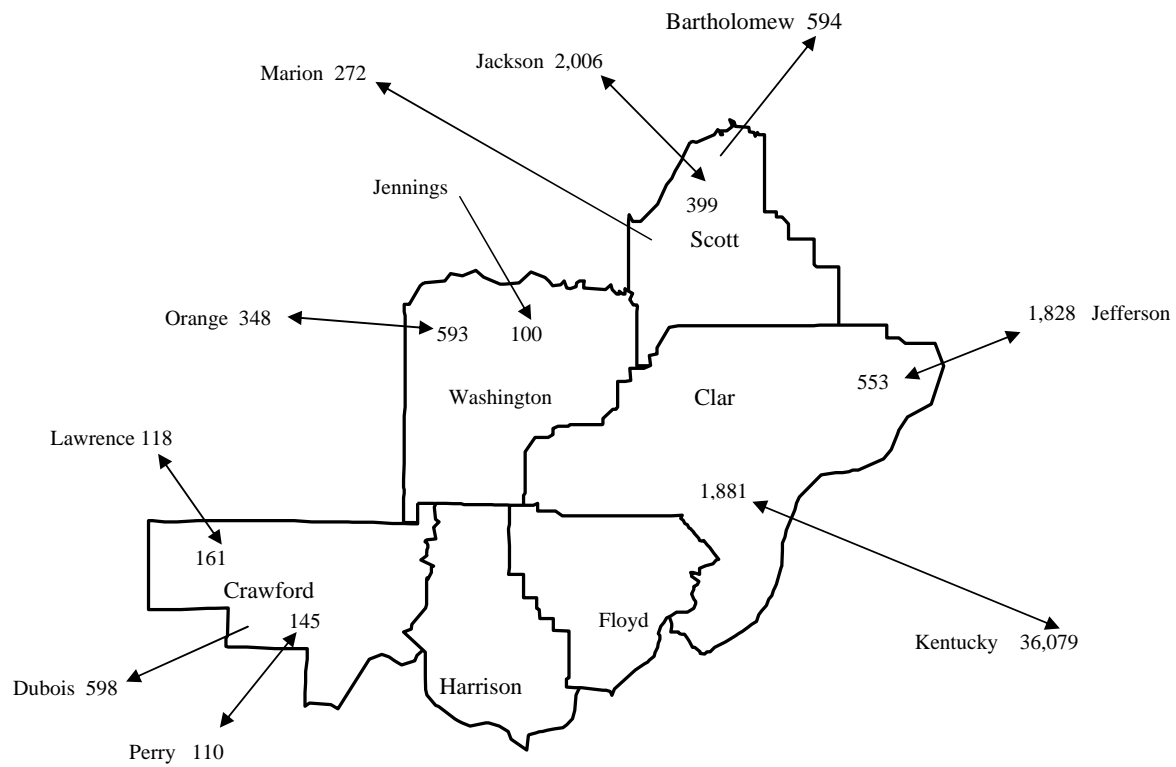 Bartholomew 594
Jackson 2,006
Marion 272
Jennings
399
Scott
Orange 348
593
100
1,828 Jefferson
553
Washington
Clar
Lawrence 118
1,881
161
Crawford
145
Floyd
Kentucky 36,079
Dubois 598
Harrison
Perry 110